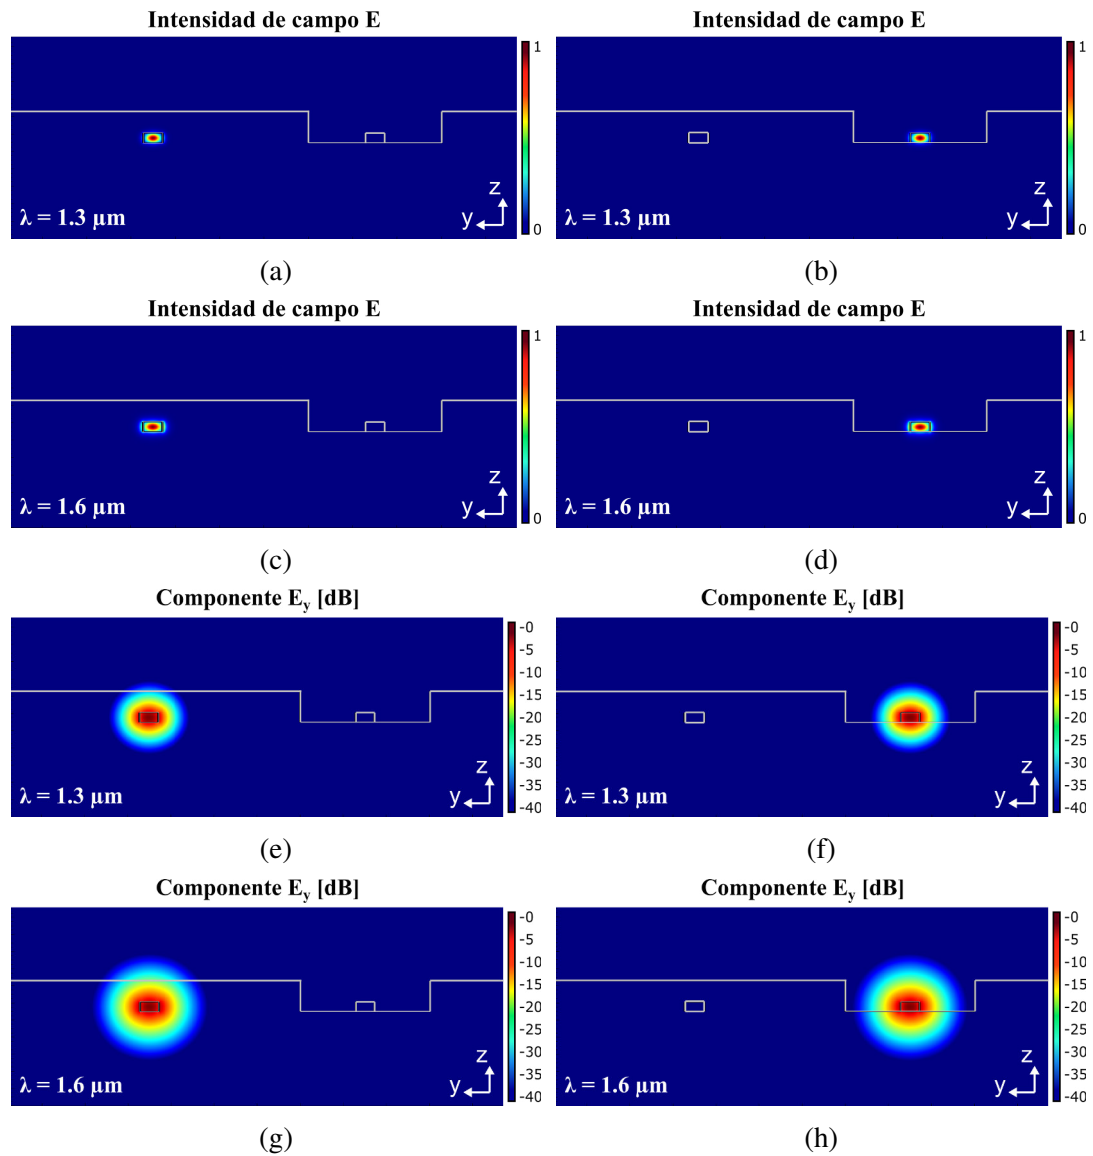 Intensidad de campo E
1
0
λ = 1.3 µm
z
y
(a)
Intensidad de campo E
1
0
λ = 1.3 µm
z
y
(b)
Intensidad de campo E
1
0
λ = 1.6 µm
z
y
(c)
Intensidad de campo E
1
0
λ = 1.6 µm
z
y
(d)
Componente Ey [dB]
-0
-5
-10
-15
-20
-25
-30
-35
-40
λ = 1.3 µm
z
y
(e)
Componente Ey [dB]
-0
-5
-10
-15
-20
-25
-30
-35
-40
λ = 1.3 µm
z
y
(f)
Componente Ey [dB]
-0
-5
-10
-15
-20
-25
-30
-35
-40
λ = 1.6 µm
z
y
(g)
Componente Ey [dB]
-0
-5
-10
-15
-20
-25
-30
-35
-40
λ = 1.6 µm
z
y
(h)